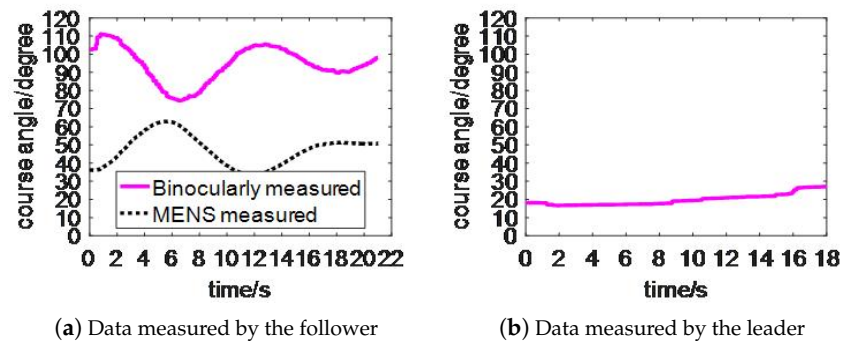 course angle/degree
120
110
100
90
80
70
60
50
40
30
20
10
0
Binocularly measured
MENS measured
0 2 4 6 8 10 12 14 16 18 20 22
time/s
(a) Data measured by the follower
course angle/degree
120
110
100
90
80
70
60
50
40
30
20
10
0
0 2 4 6 8 10 12 14 16 18
time/s
(b) Data measured by the leader